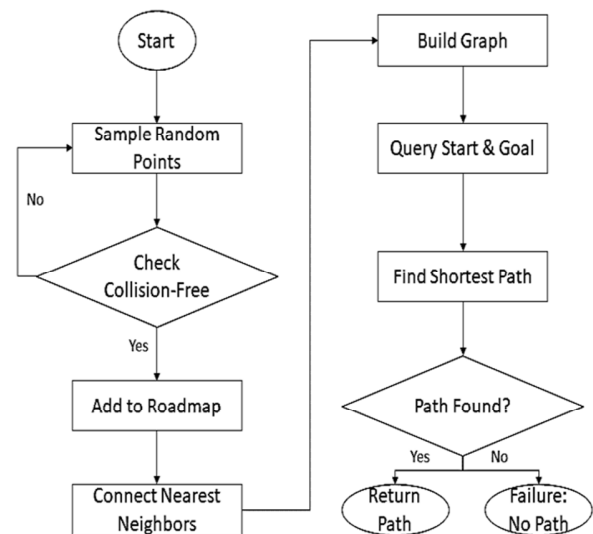 Start
Sample Random
Points
No
Check
Collision-Free
Yes
Add to Roadmap
Connect Nearest
Neighbors
Build Graph
Query Start & Goal
Find Shortest Path
Path Found?
Yes
No
Return
Path
Failure:
No Path